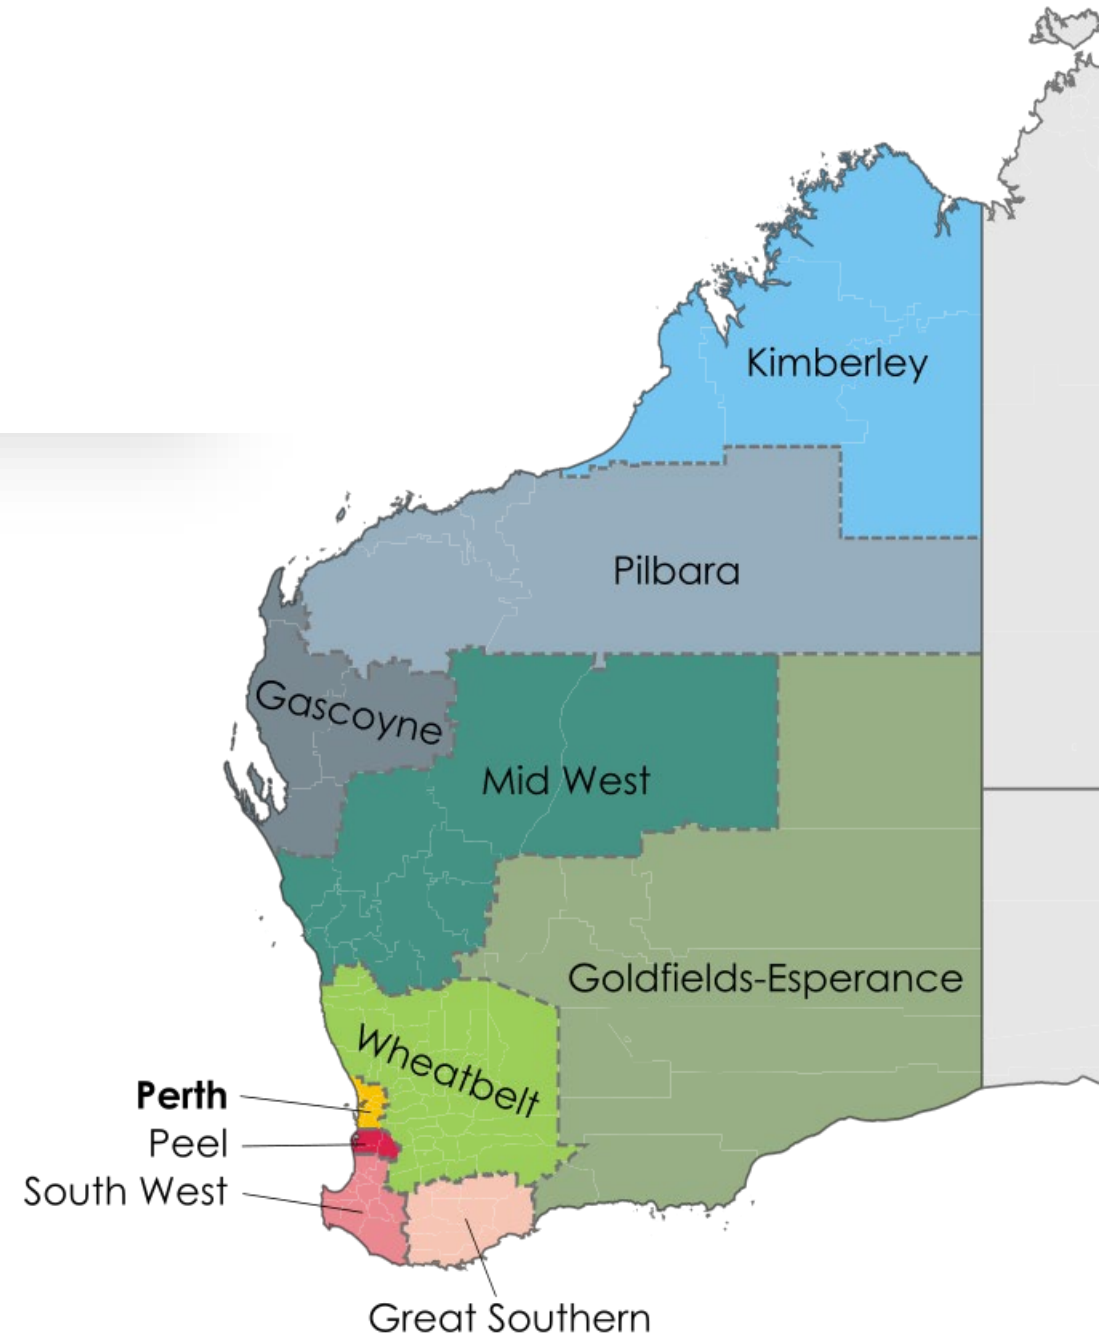 Kimberley
Pilbara
Gascoyne
Mid West
Goldfields-Esperance
Wheatbelt
Perth
Peel
South West
Great Southern